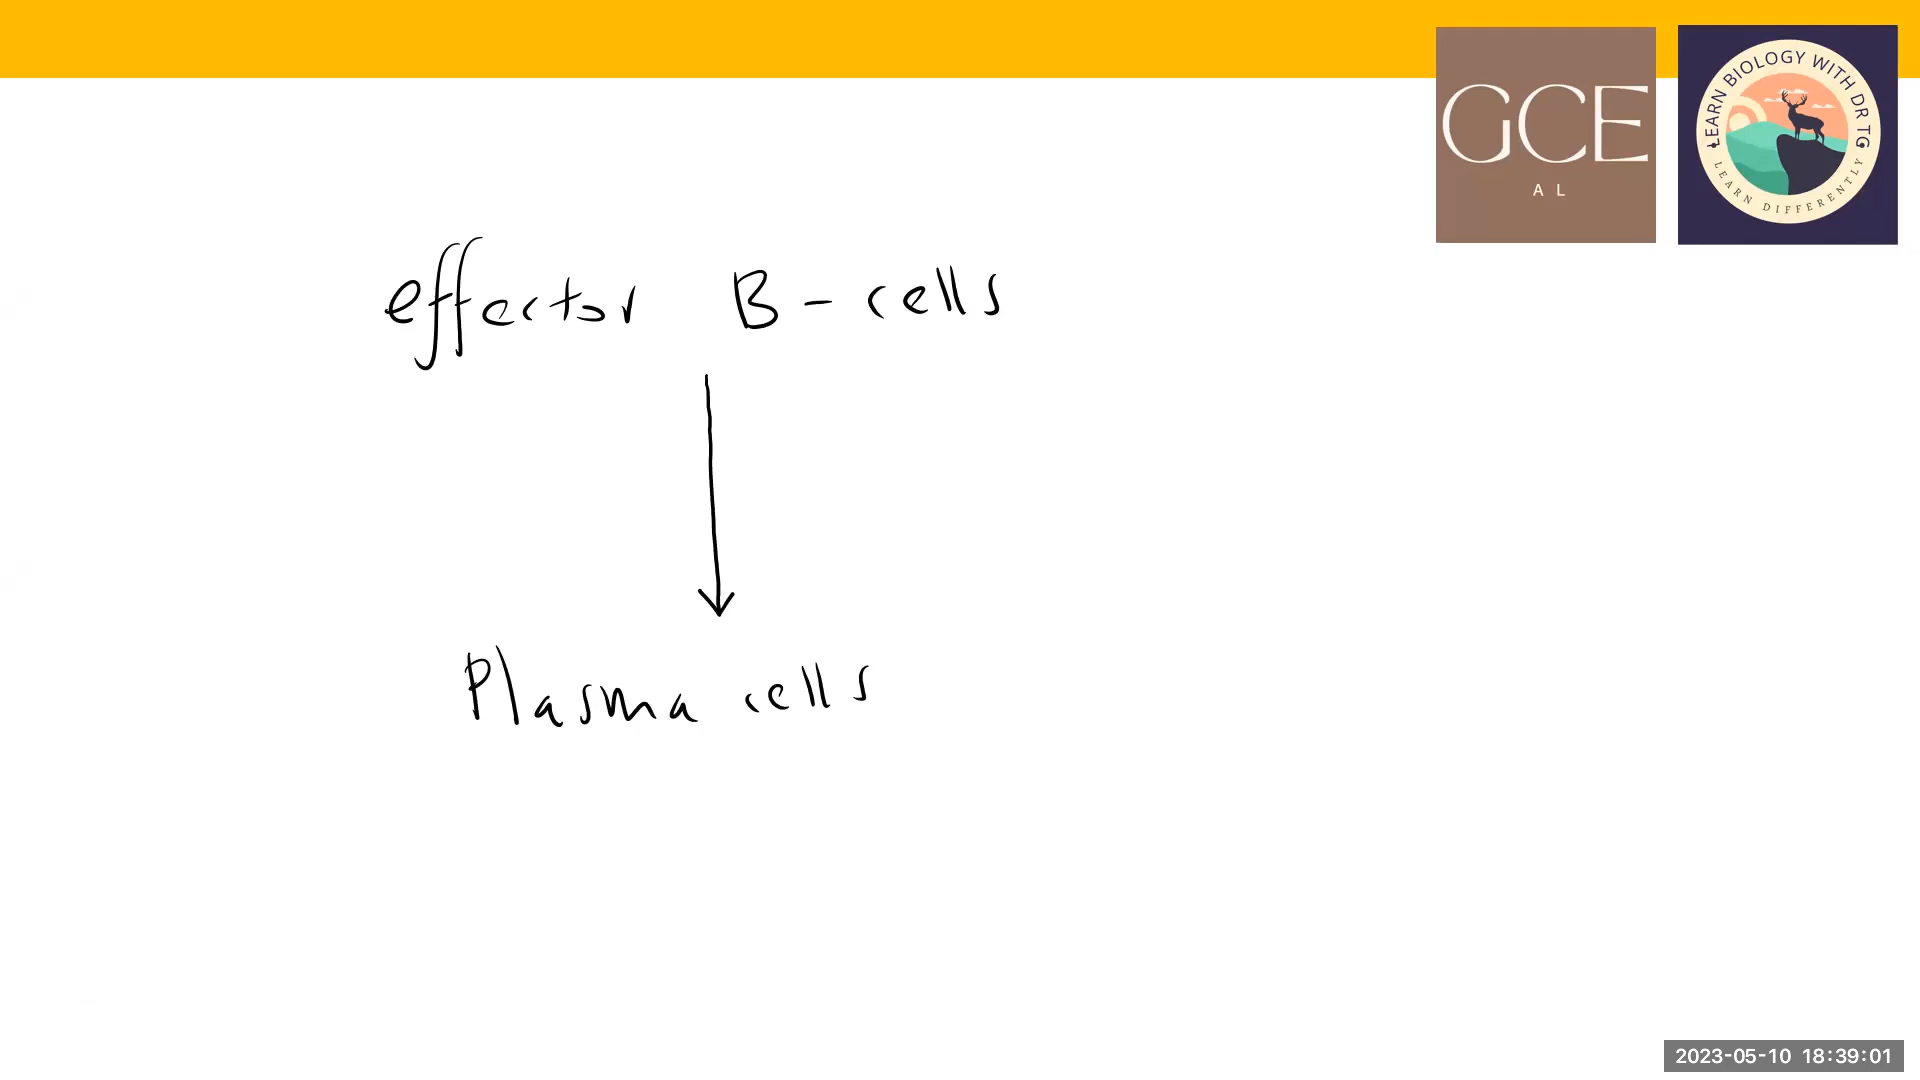 GCE
A L
LEARN BIOLOGY WITH DR TG
LEARN DIFFERENTLY
effector B-cells
Plasma cells
2023-05-10 18:39:01